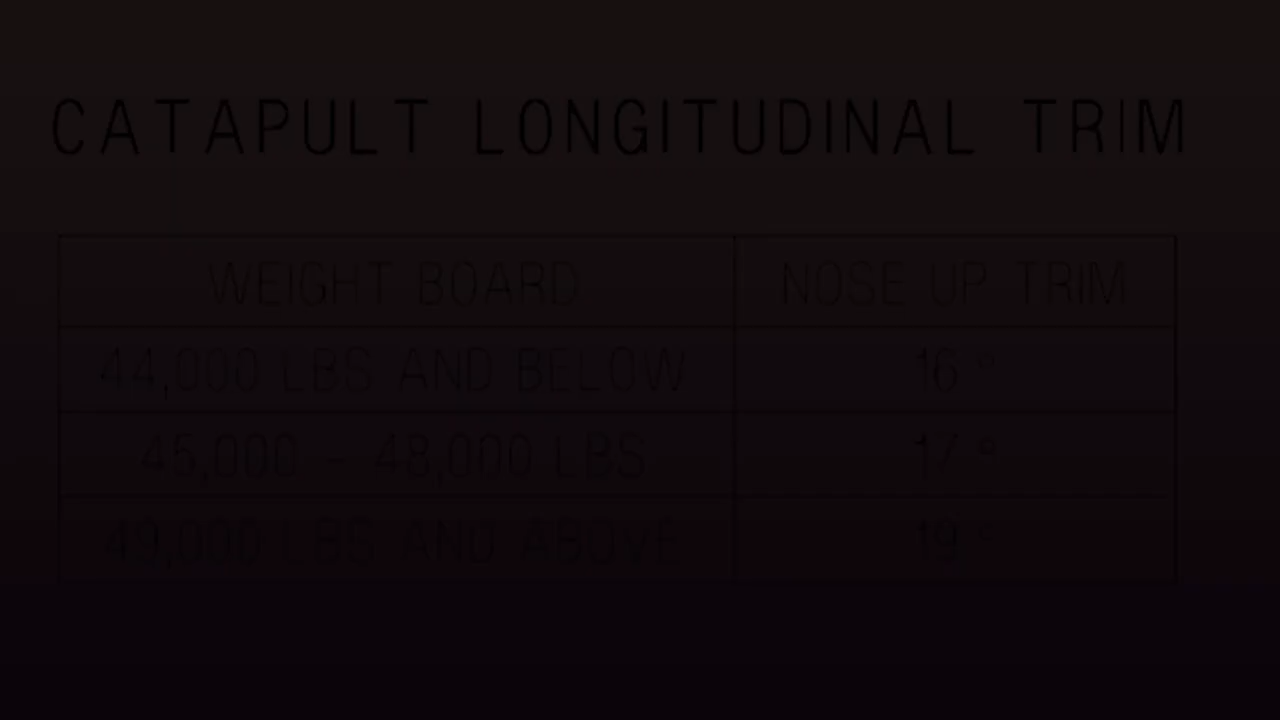 CATAPULT LONGITUDINAL TRIM
WEIGHT BOARD NOSE UP TRIM
44,000 LBS AND BELOW 16 °
45,000 - 48,000 LBS 17 °
49,000 LBS AND ABOVE 19 °